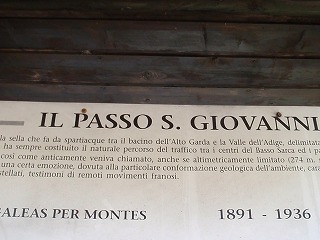 IL PASSO S. GIOVANNI
la sella che fa da spartiacque tra il bacino dell'Alto Garda e la Valle dell'Adige, delimitata
ha sempre costituito il naturale percorso del traffico tra i centri del Basso Sarca ed i
così come anticamente veniva chiamato, anche se altimetricamente limitato (274 m. s
una certa emozione, dovuta alla particolare conformazione geologica dell'ambiente, cara
stellati, testimoni di remoti movimenti franosi.
GALEAS PER MONTES 1891 - 1936